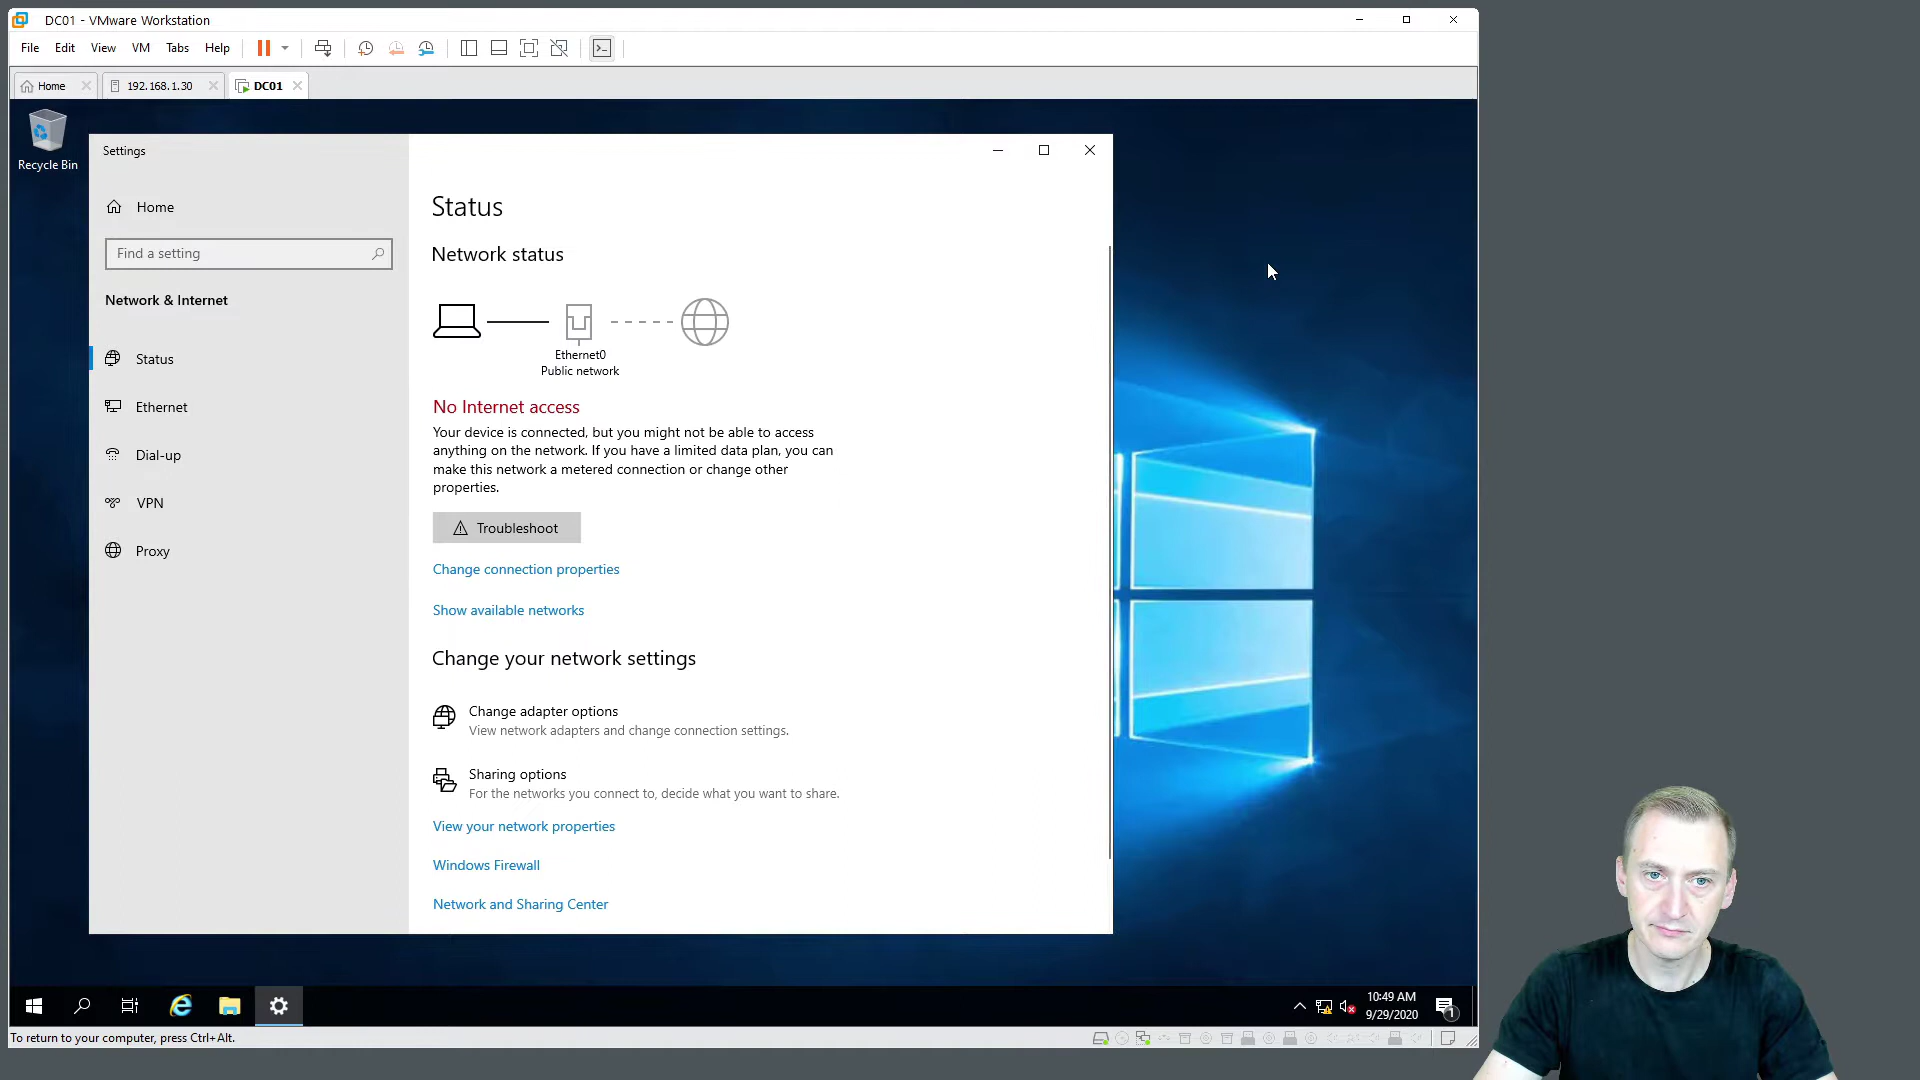 DC01 - VMware Workstation
File Edit View VM Tabs Help
Home 192.168.1.30 DC01
Recycle Bin
Settings
Home
Find a setting
Network & Internet
Status
Ethernet
Dial-up
VPN
Proxy
Status
Network status
Ethernet0
Public network
No Internet access
Your device is connected, but you might not be able to access
anything on the network. If you have a limited data plan, you can
make this network a metered connection or change other
properties.
Troubleshoot
Change connection properties
Show available networks
Change your network settings
Change adapter options
View network adapters and change connection settings.
Sharing options
For the networks you connect to, decide what you want to share.
View your network properties
Windows Firewall
Network and Sharing Center
10:49 AM
9/29/2020
1
To return to your computer, press Ctrl+Alt.